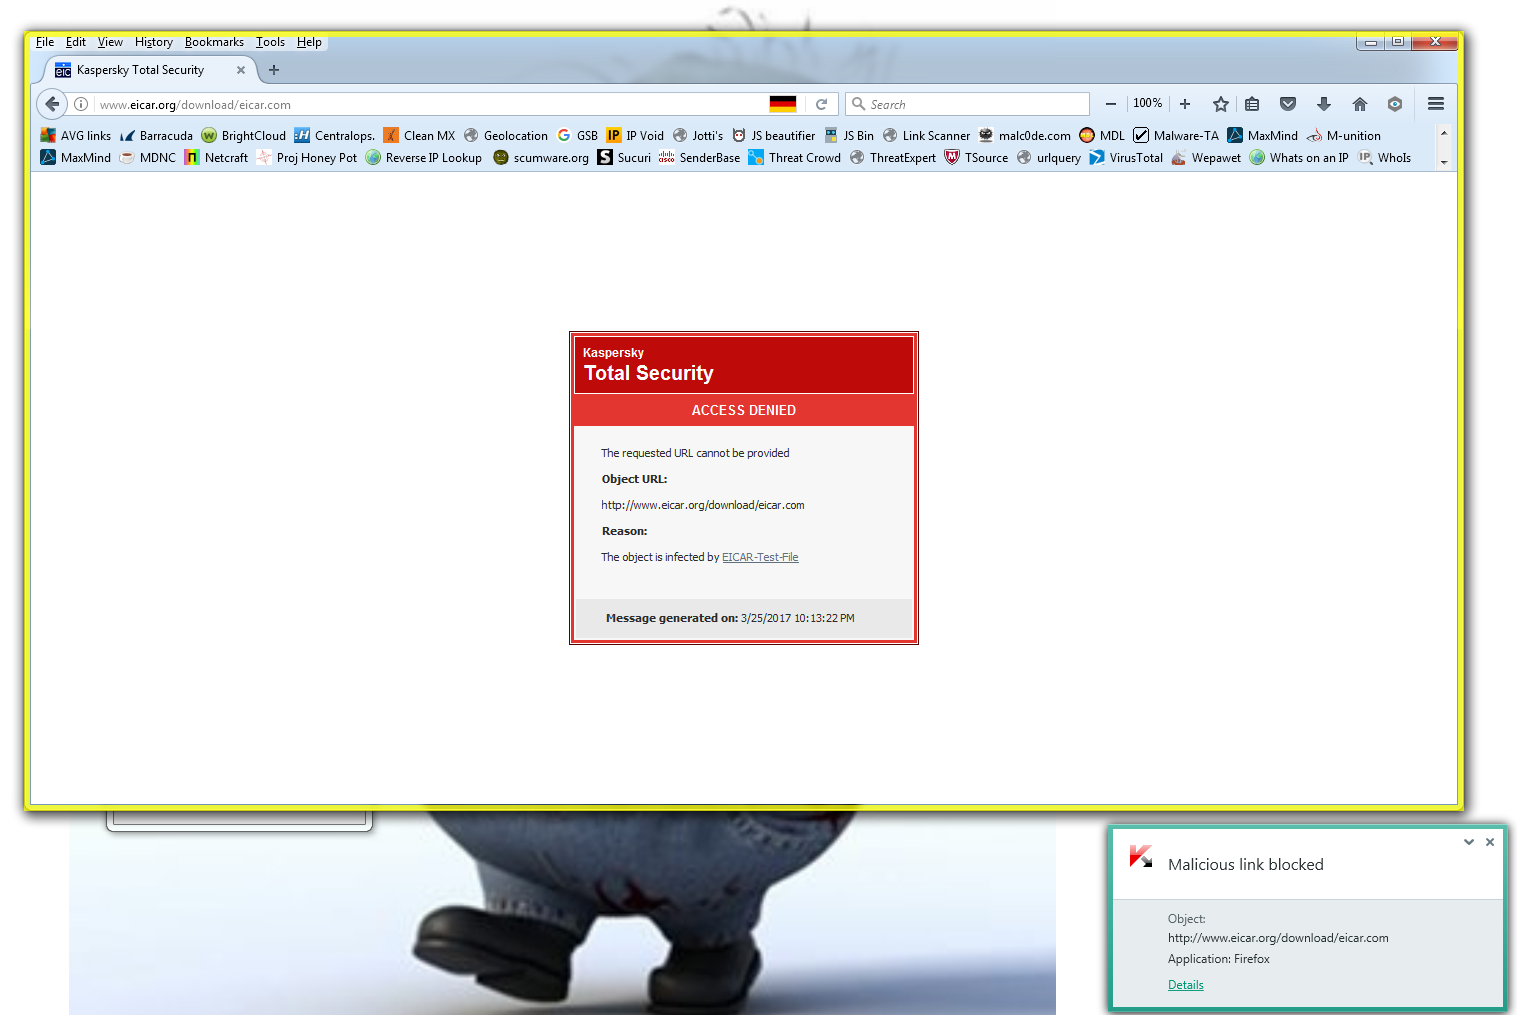 File Edit View History Bookmarks Tools Help
eic Kaspersky Total Security
www.eicar.org/download/eicar.com Search 100%
AVG links Barracuda BrightCloud :H Centralops. Clean MX Geolocation G GSB IP IP Void Jotti's JS beautifier JS Bin Link Scanner malc0de.com MDL Malware-TA MaxMind M-unition
MaxMind MDNC Netcraft Proj Honey Pot Reverse IP Lookup scumware.org S Sucuri cisco SenderBase Threat Crowd ThreatExpert TSource urlquery VirusTotal Wepawet Whats on an IP IP WhoIs
Kaspersky
Total Security
ACCESS DENIED
The requested URL cannot be provided
Object URL:
http://www.eicar.org/download/eicar.com
Reason:
The object is infected by EICAR-Test-File
Message generated on: 3/25/2017 10:13:22 PM
Malicious link blocked
Object:
http://www.eicar.org/download/eicar.com
Application: Firefox
Details